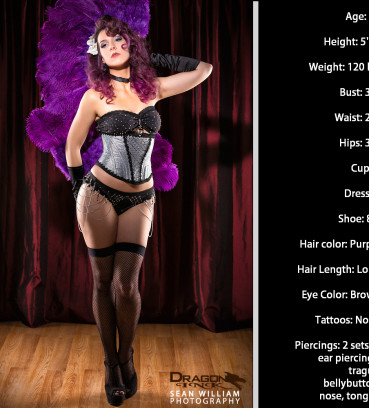 Age:
Height: 5'
Weight: 120
Bust: 3
Waist: 2
Hips: 3
Cup
Dress
Shoe: 8
Hair color: Purp
Hair Length: Lo
Eye Color: Brow
Tattoos: No
Piercings: 2 sets
ear piercing
tragu
bellybutto
nose, tong
DRAGON
INK
SEAN WILLIAM
PHOTOGRAPHY